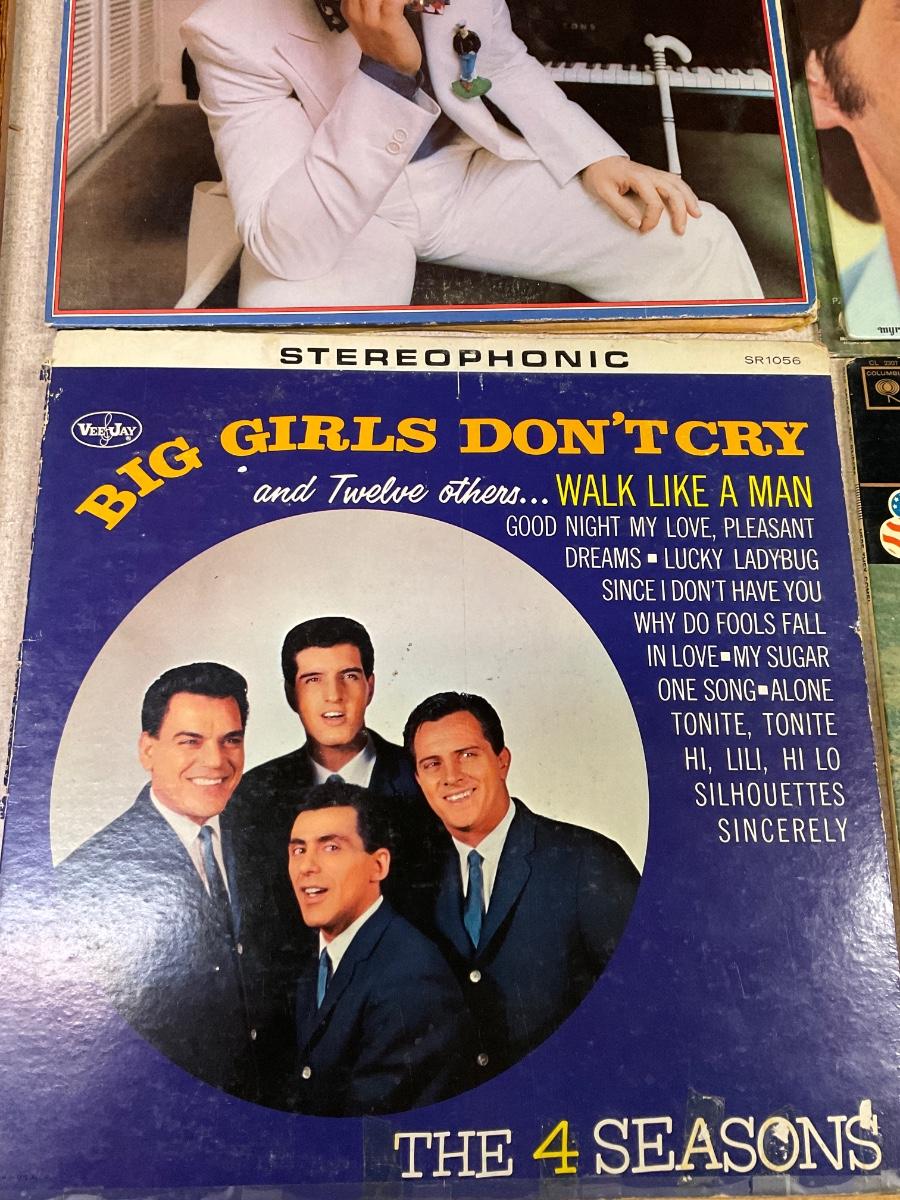 STEREOPHONIC
SR1056
VEE JAY
BIG GIRLS DON'T CRY
and Twelve others... WALK LIKE A MAN
GOOD NIGHT MY LOVE, PLEASANT
DREAMS ▪ LUCKY LADYBUG
SINCE I DON'T HAVE YOU
WHY DO FOOLS FALL
IN LOVE ▪ MY SUGAR
ONE SONG ▪ ALONE
TONITE, TONITE
HI, LILI, HI LO
SILHOUETTES
SINCERELY
THE 4 SEASONS